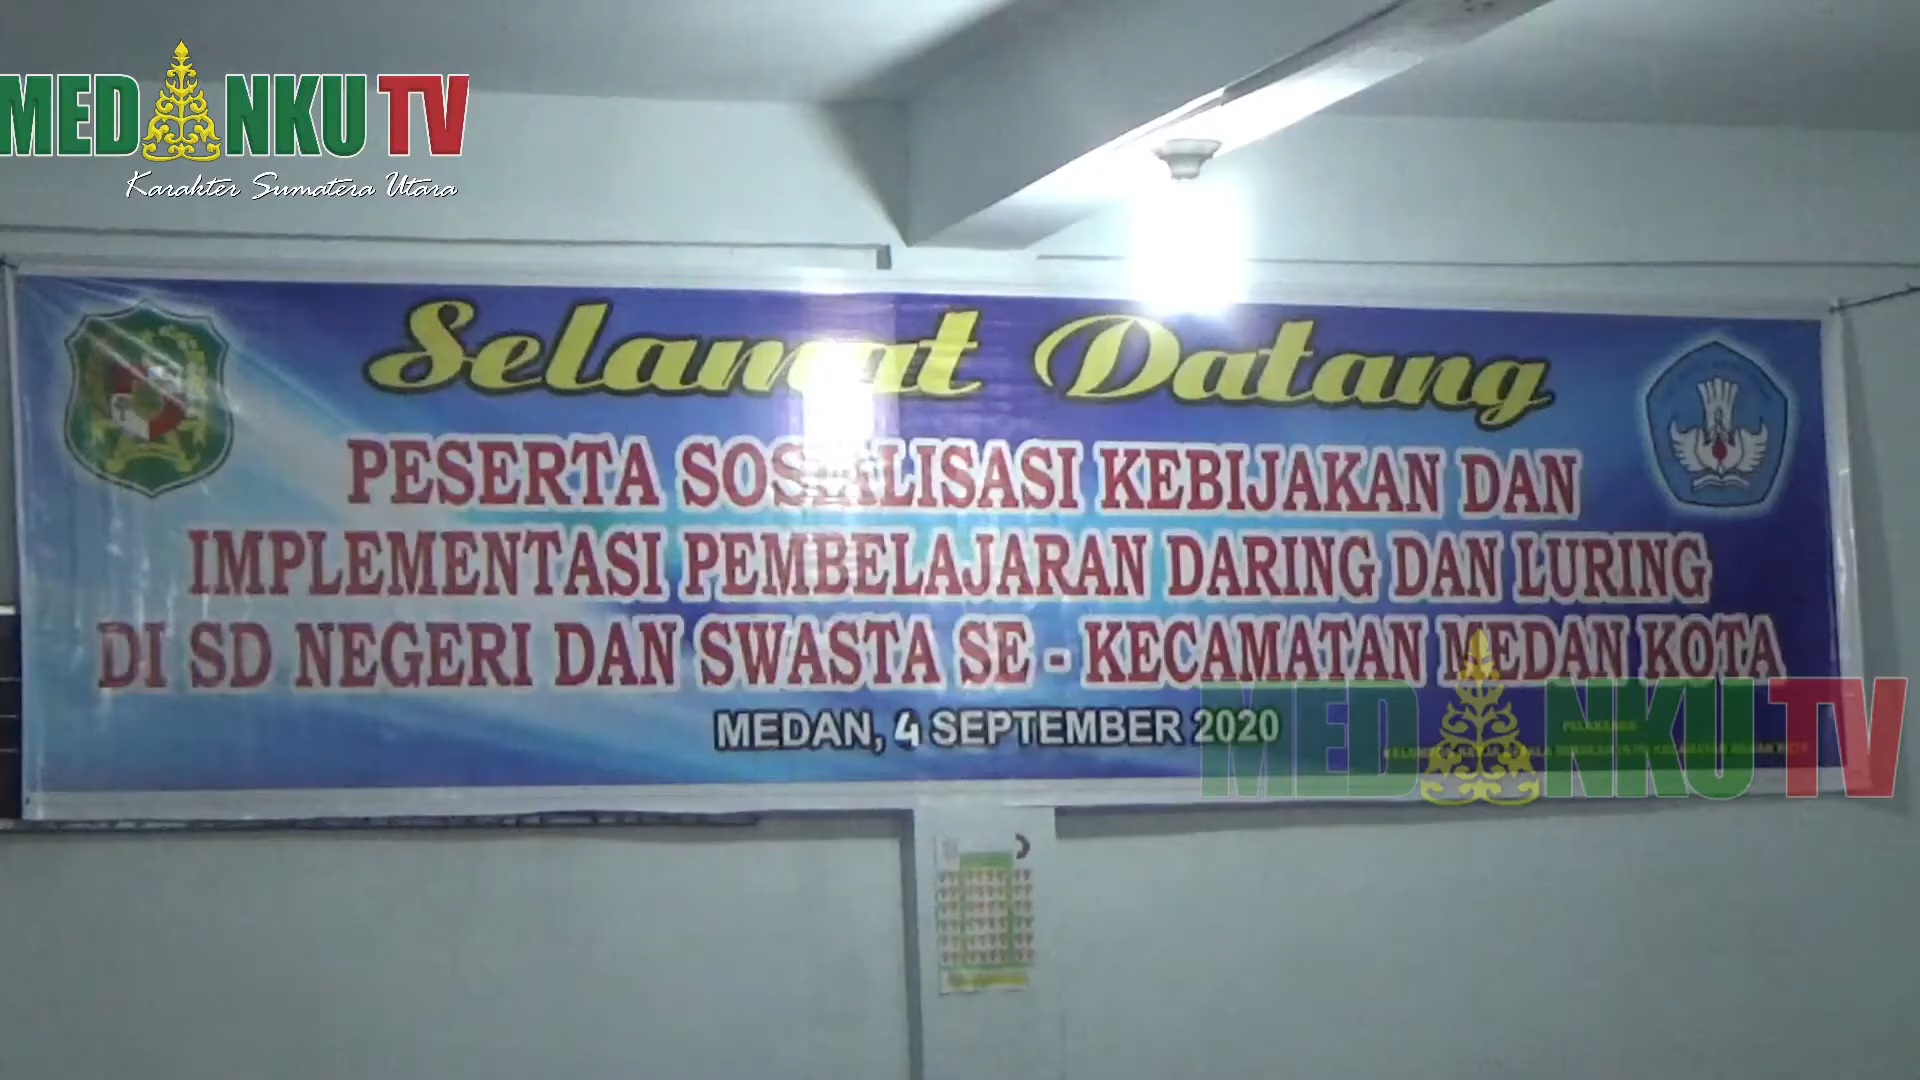 MEDANKU TV
Karakter Sumatera Utara
Selamat Datang
PESERTA SOSIALISASI KEBIJAKAN DAN
IMPLEMENTASI PEMBELAJARAN DARING DAN LURING
DI SD NEGERI DAN SWASTA SE - KECAMATAN MEDAN KOTA
MEDAN, 4 SEPTEMBER 2020
MEDANKU TV
PELAKSANA